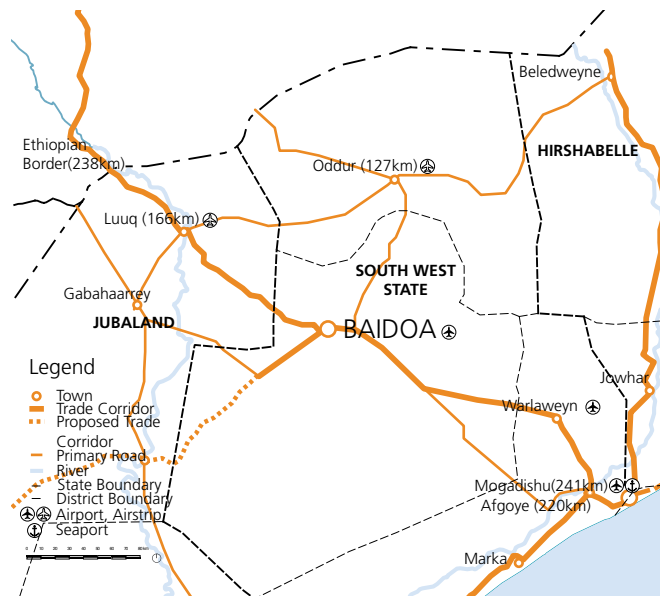 Beledweyne
Ethiopian
Border(238km)
HIRSHABELLE
Oddur (127km)
Luuq (166km)
SOUTH WEST
STATE
Gabahaarrey
JUBALAND
BAIDOA
Legend
Town
Trade Corridor
Proposed Trade
Corridor
Primary Road
River
State Boundary
District Boundary
Airport, Airstrip
Seaport
Jowhar
Warlaweyn
Mogadishu(241km)
Afgoye (220km)
Marka